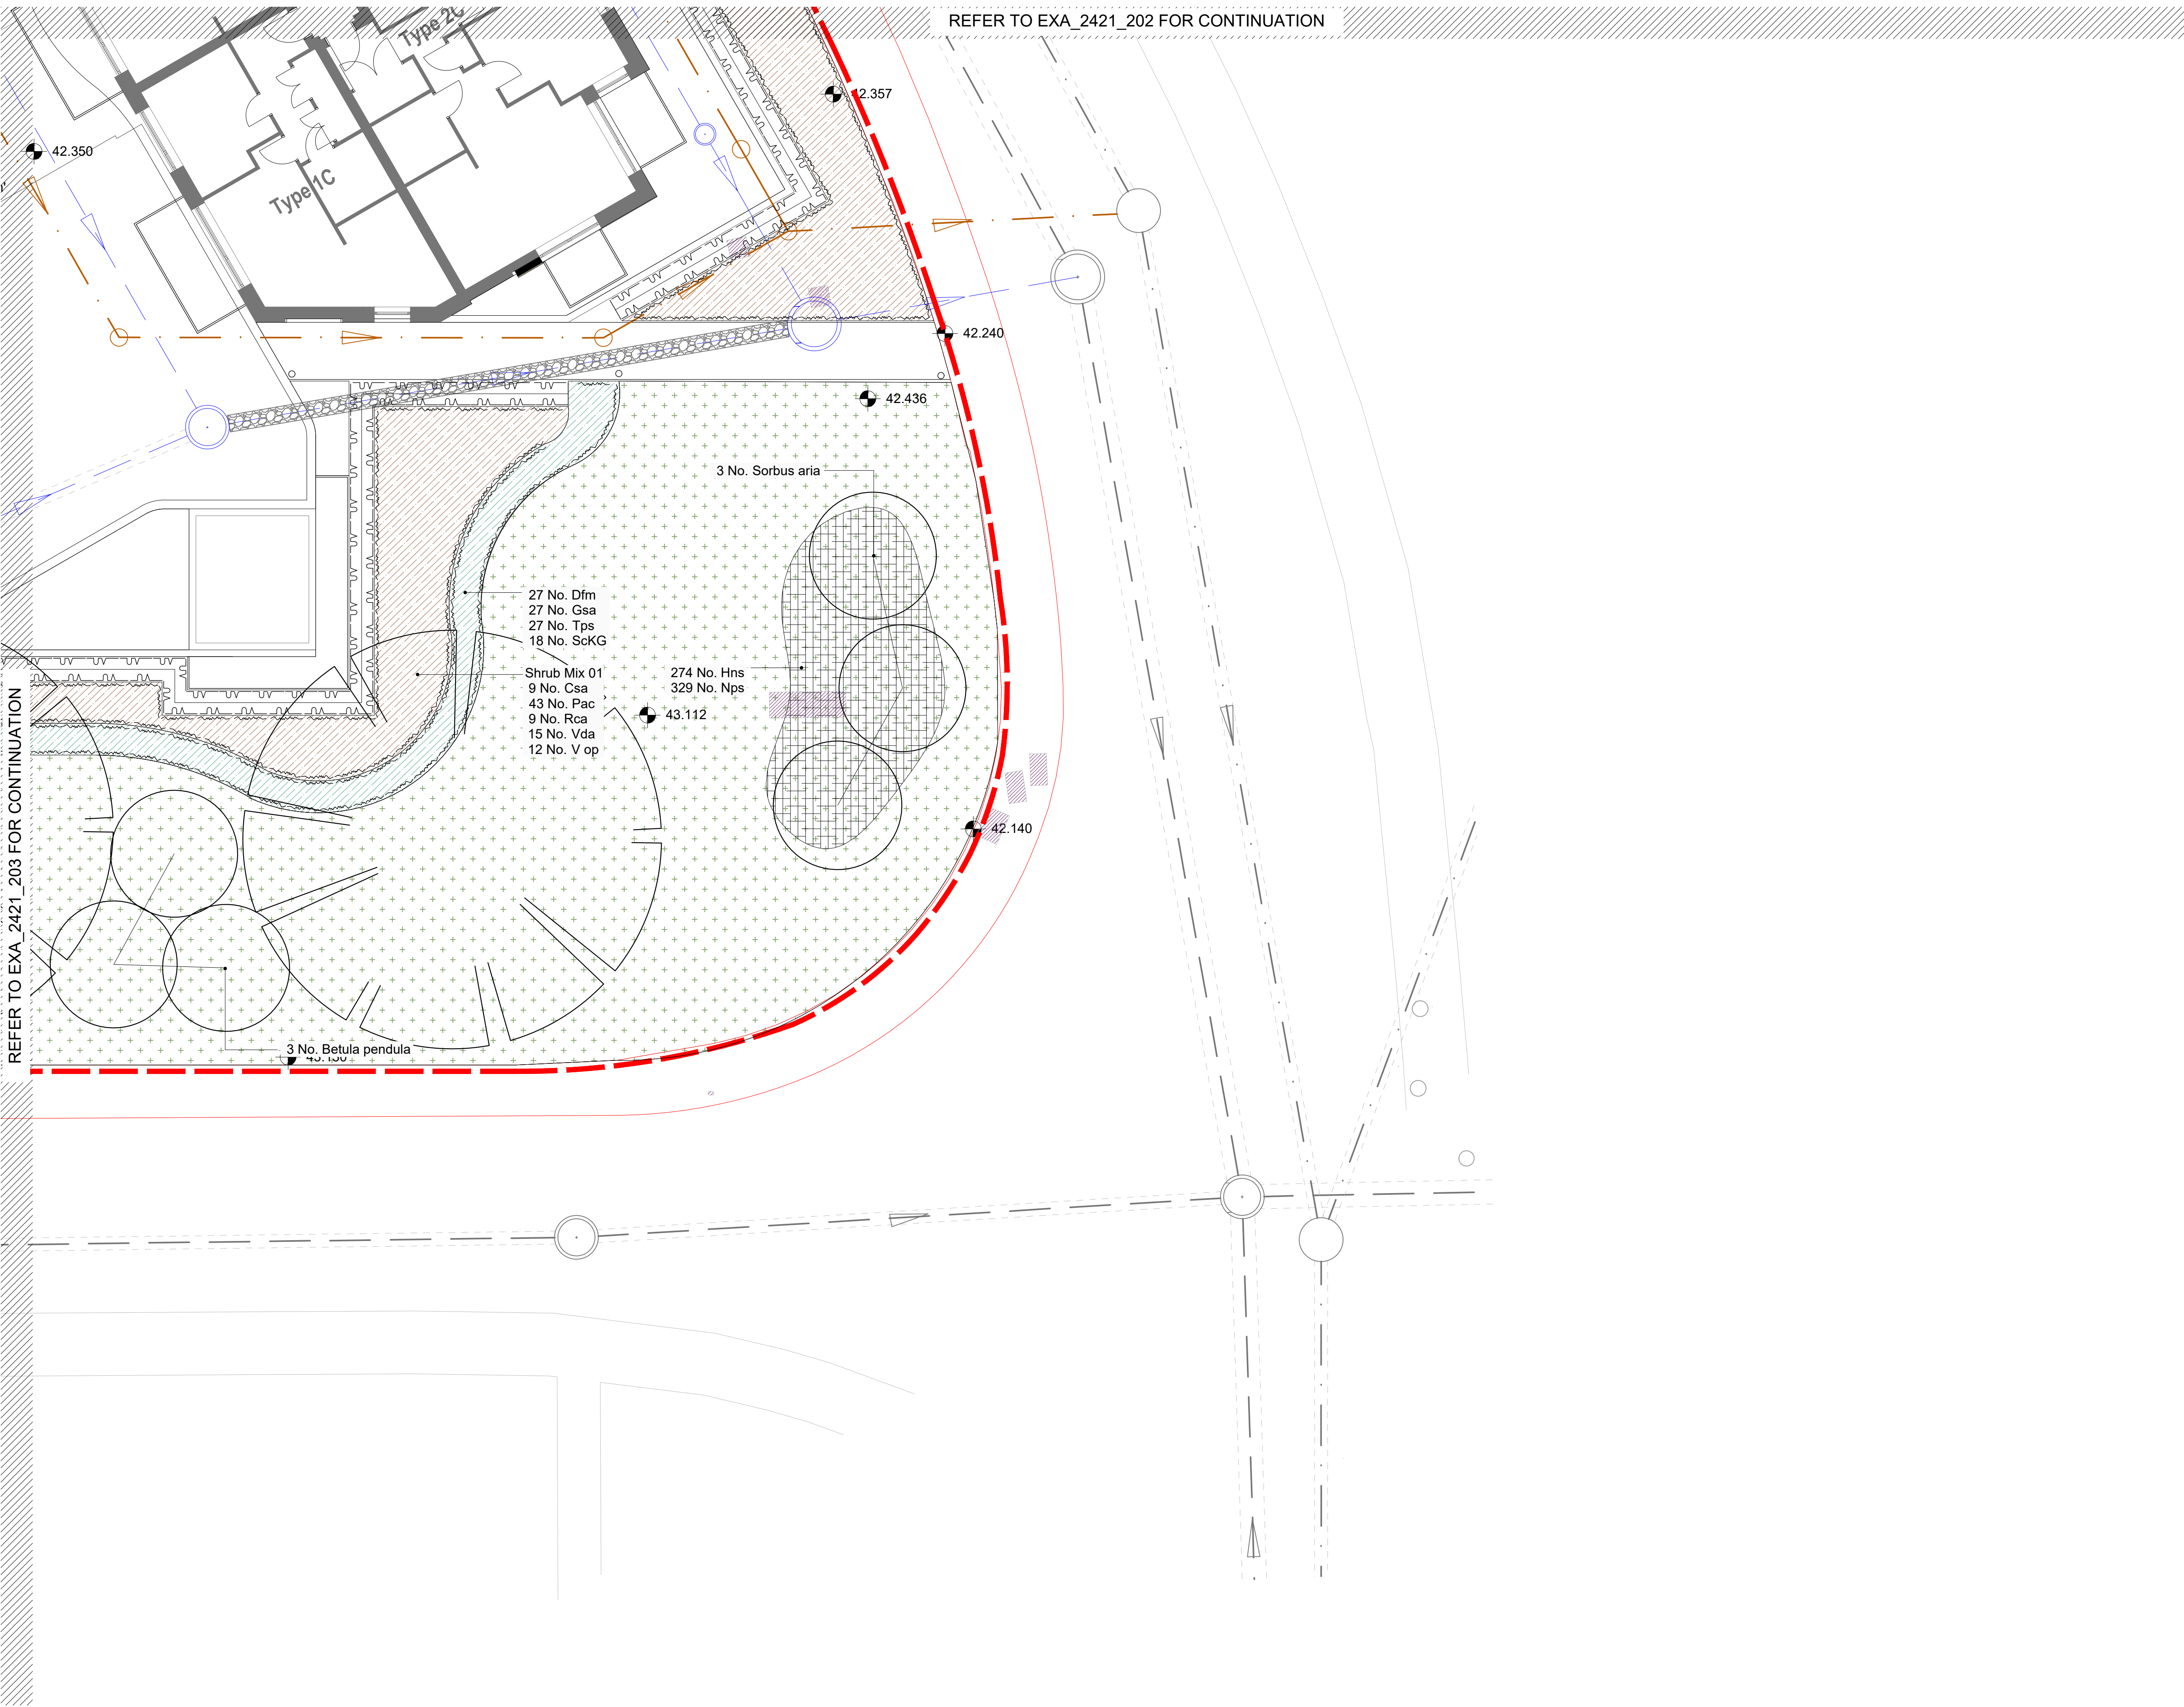 REFER TO EXA_2421_202 FOR CONTINUATION
Type 2C
42.357
42.350
Type 1C
42.240
42.436
3 No. Sorbus aria
27 No. Dfm
27 No. Gsa
27 No. Tps
18 No. ScKG
Shrub Mix 01
9 No. Csa
43 No. Pac
9 No. Rca
15 No. Vda
12 No. V op
274 No. Hns
329 No. Nps
43.112
REFER TO EXA_2421_203 FOR CONTINUATION
42.140
3 No. Betula pendula